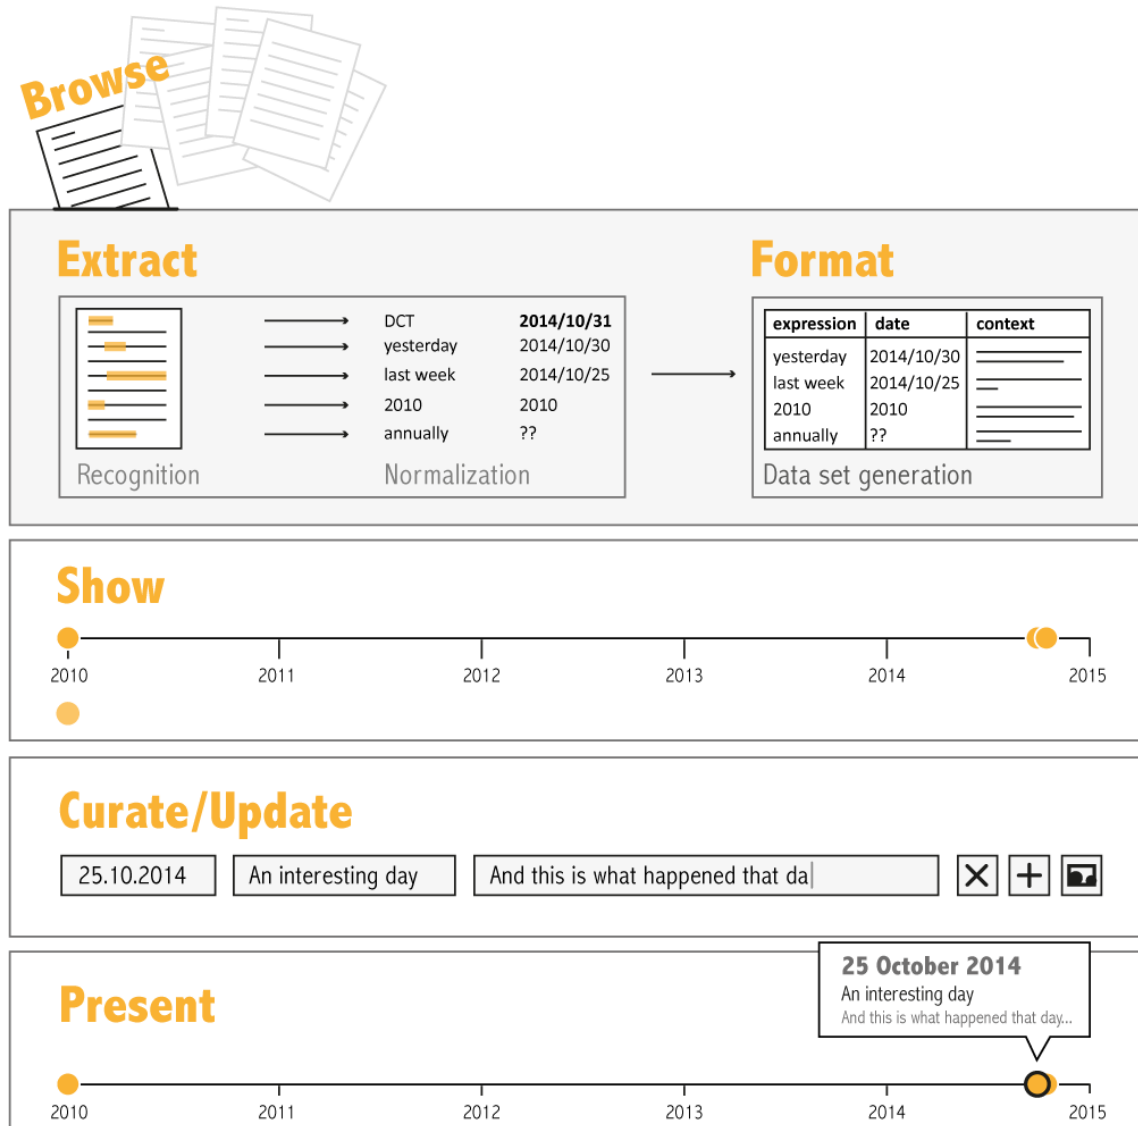 Browse
Extract
Format
DCT 2014/10/31
yesterday 2014/10/30
last week 2014/10/25
2010 2010
annually ??
Recognition
Normalization
expression date context
yesterday 2014/10/30
last week 2014/10/25
2010 2010
annually ??
Data set generation
Show
2010 2011 2012 2013 2014 2015
Curate/Update
25.10.2014 An interesting day And this is what happened that da
Present
25 October 2014
An interesting day
And this is what happened that day...
2010 2011 2012 2013 2014 2015